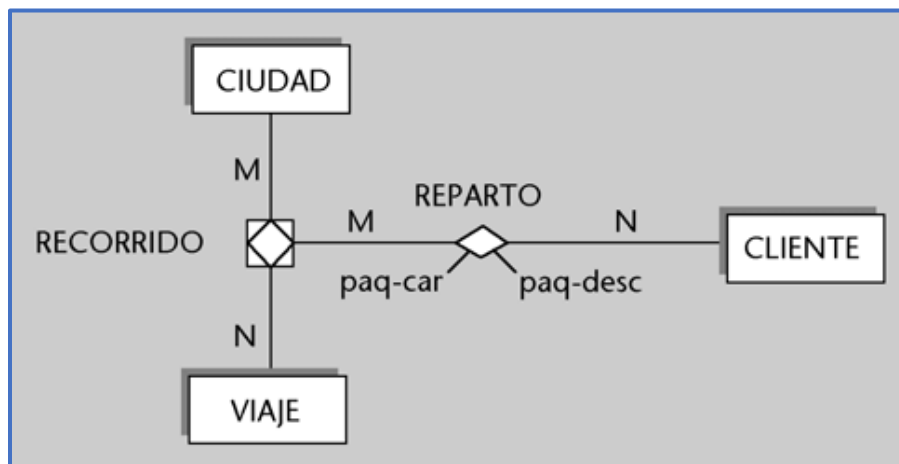 CIUDAD
M
REPARTO
RECORRIDO
M
N
CLIENTE
paq-car
paq-desc
N
VIAJE